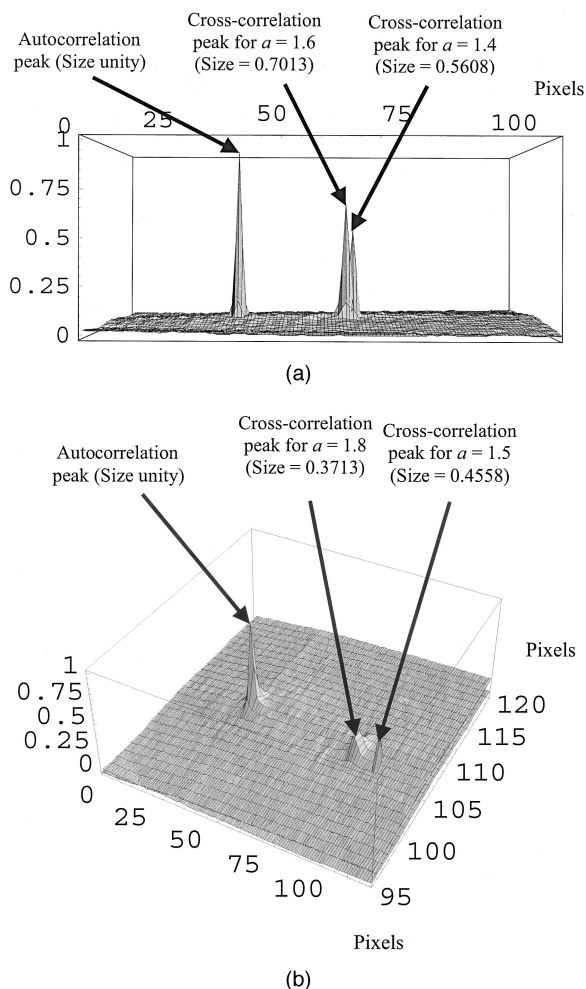 Autocorrelation
peak (Size unity)
Cross-correlation
peak for a = 1.6
(Size = 0.7013)
Cross-correlation
peak for a = 1.4
(Size = 0.5608)
Pixels
0
25
50
75
100
1
0.75
0.5
0.25
0
(a)
Autocorrelation
peak (Size unity)
Cross-correlation
peak for a = 1.8
(Size = 0.3713)
Cross-correlation
peak for a = 1.5
(Size = 0.4558)
Pixels
1
0.75
0.5
0.25
0
0
25
50
75
100
120
115
110
105
100
95
Pixels
(b)